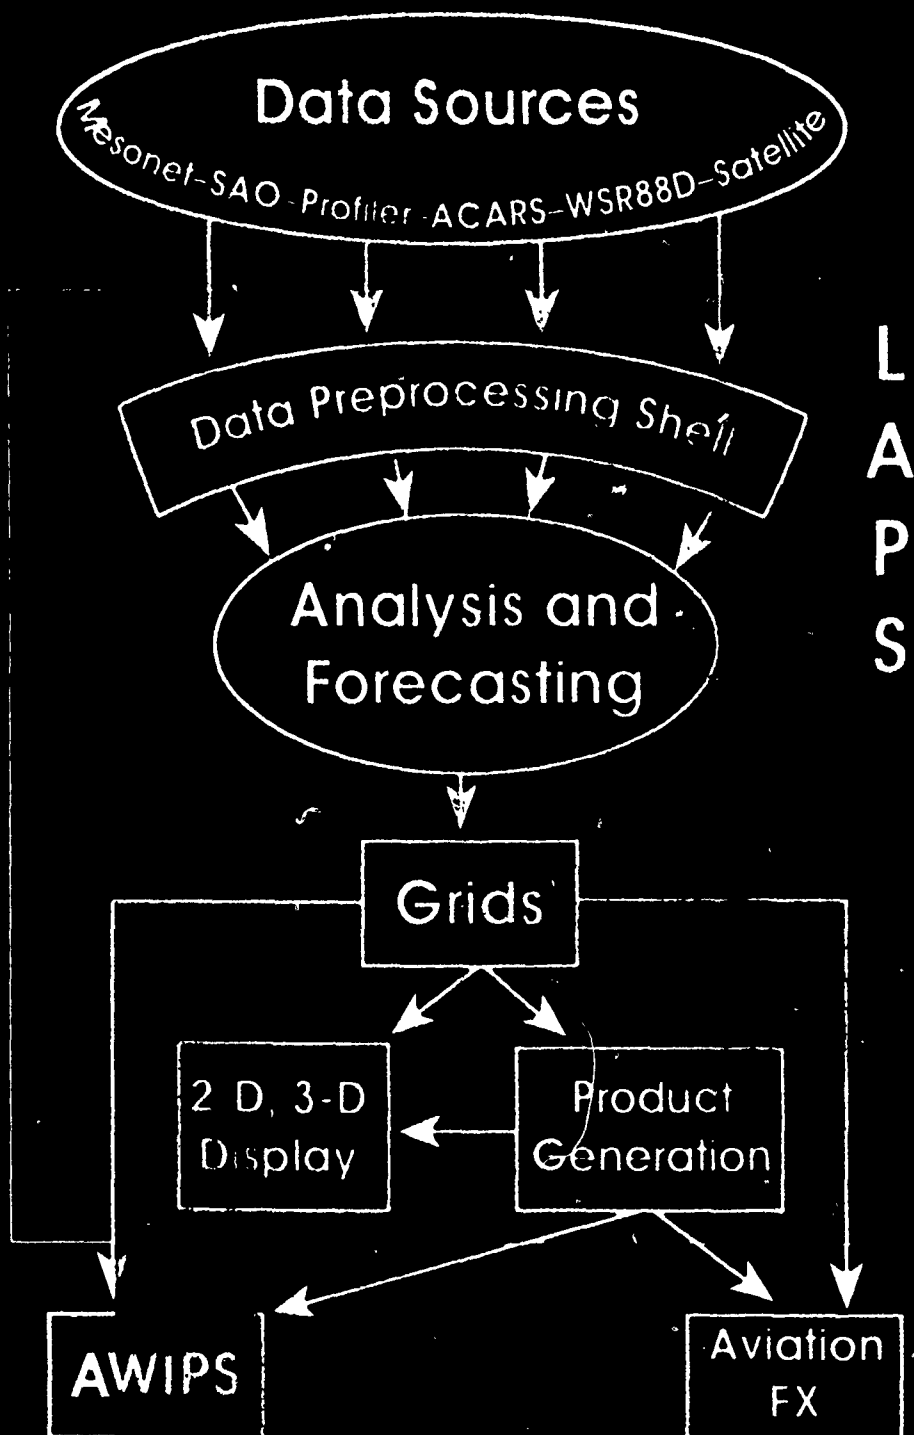 Data Sources
Mesonet-SAO-Profiler-ACARS-WSR88D-Satellite
Data Preprocessing Shell
L
A
P
S
Analysis and
Forecasting
Grids
2 D, 3-D
Display
Product
Generation
AWIPS
Aviation
FX